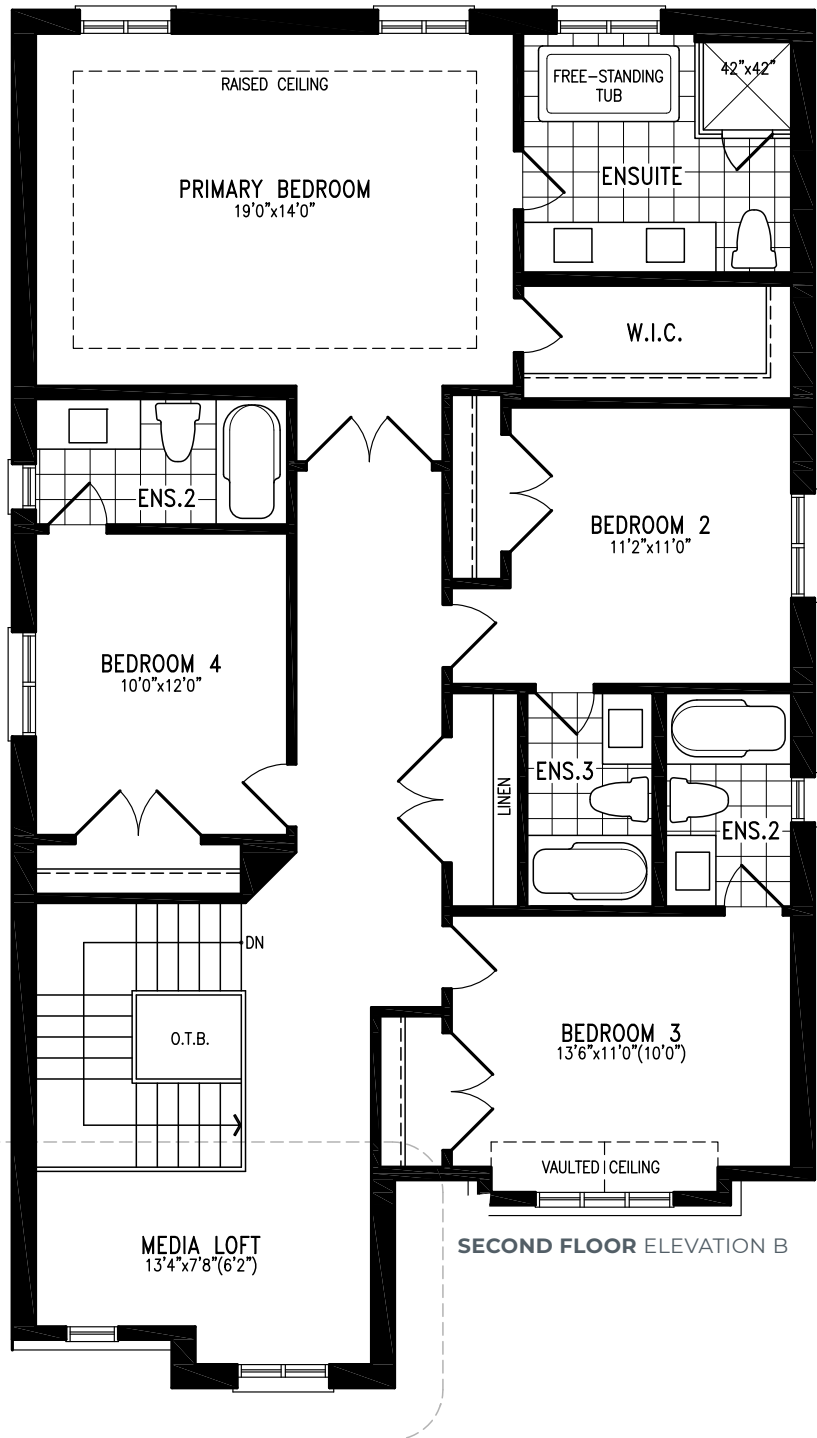 RAISED CEILING
FREE-STANDING
TUB
42"x42"
PRIMARY BEDROOM
19'0"x14'0"
ENSUITE
W.I.C.
ENS.2
BEDROOM 2
11'2"x11'0"
BEDROOM 4
10'0"x12'0"
LINEN
ENS.3
ENS.2
DN
O.T.B.
BEDROOM 3
13'6"x11'0"(10'0")
VAULTED CEILING
MEDIA LOFT
13'4"x7'8"(6'2")
SECOND FLOOR ELEVATION B